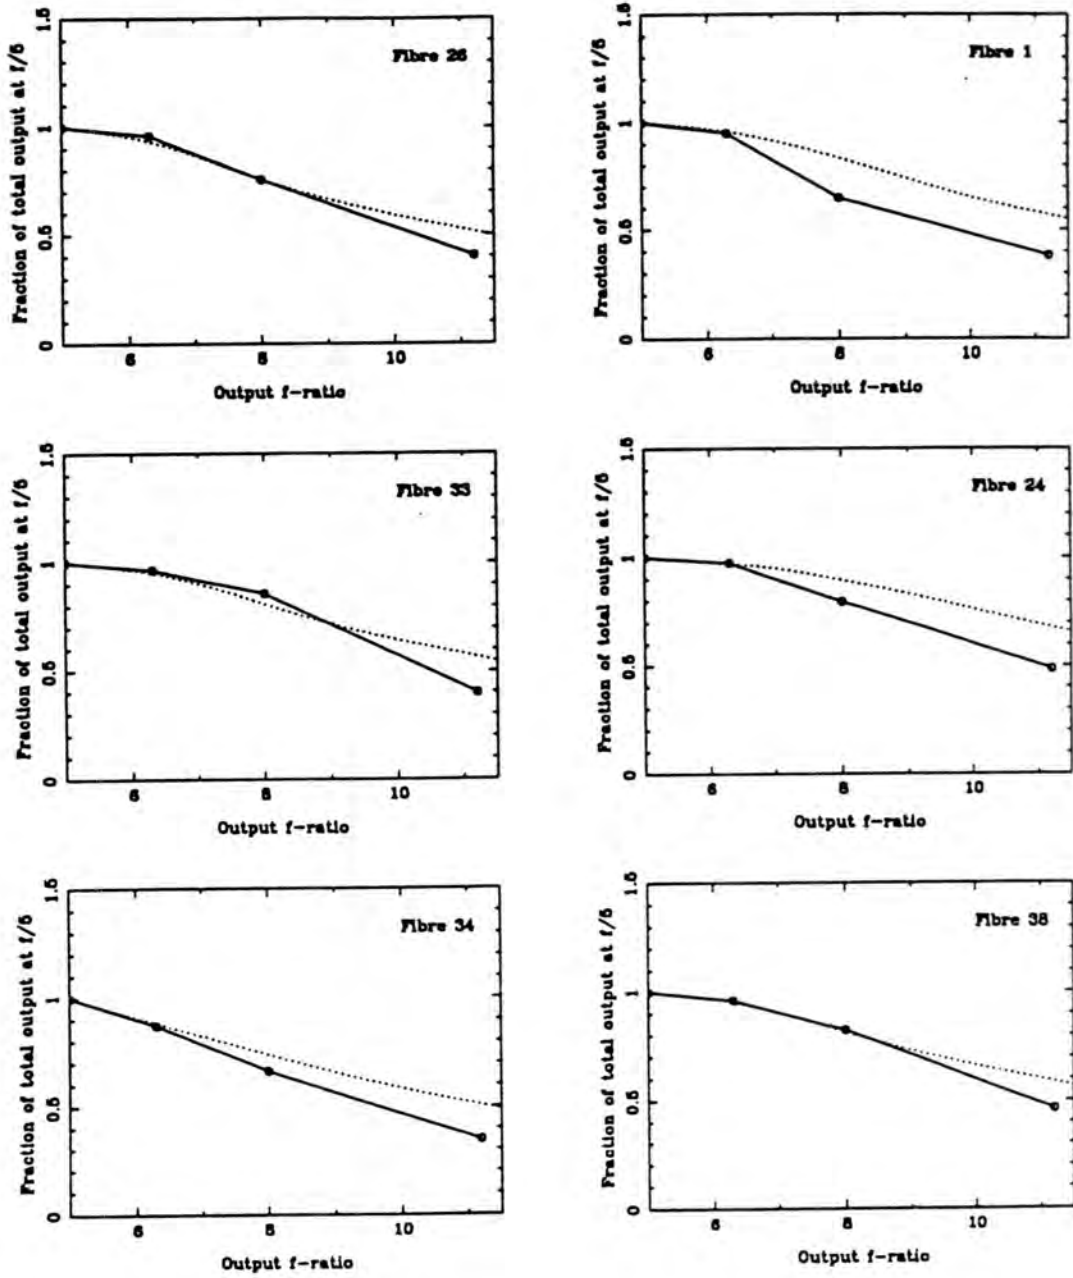 Fraction of total output at f/5
1.5
1
0.5
0
Fibre 26
6 8 10
Output f-ratio
Fraction of total output at f/5
1.5
1
0.5
0
Fibre 1
6 8 10
Output f-ratio
Fraction of total output at f/5
1.5
1
0.5
0
Fibre 33
6 8 10
Output f-ratio
Fraction of total output at f/5
1.5
1
0.5
0
Fibre 24
6 8 10
Output f-ratio
Fraction of total output at f/5
1.5
1
0.5
0
Fibre 34
6 8 10
Output f-ratio
Fraction of total output at f/5
1.5
1
0.5
0
Fibre 38
6 8 10
Output f-ratio